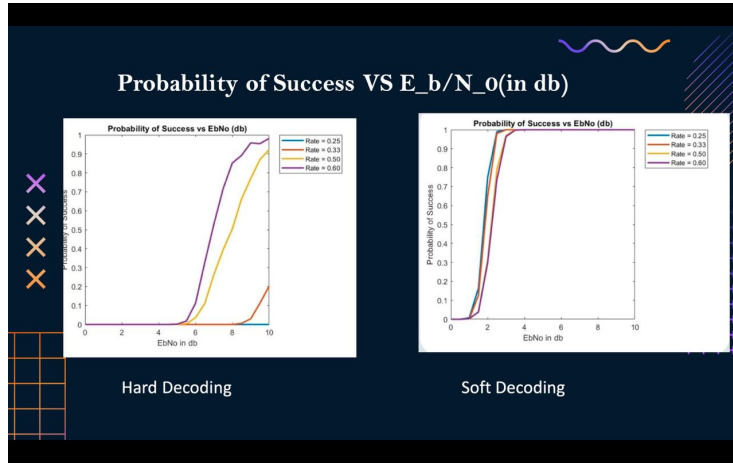 Probability of Success VS E_b/N_0(in db)
Probability of Success vs EbNo (db)
Probability of Success
1
0.9
0.8
0.7
0.6
0.5
0.4
0.3
0.2
0.1
0
0 2 4 6 8 10
EbNo in db
Rate = 0.25
Rate = 0.33
Rate = 0.50
Rate = 0.60
Probability of Success vs EbNo (db)
Probability of Success
1
0.9
0.8
0.7
0.6
0.5
0.4
0.3
0.2
0.1
0
0 2 4 6 8 10
EbNo in db
Rate = 0.25
Rate = 0.33
Rate = 0.50
Rate = 0.60
Hard Decoding
Soft Decoding